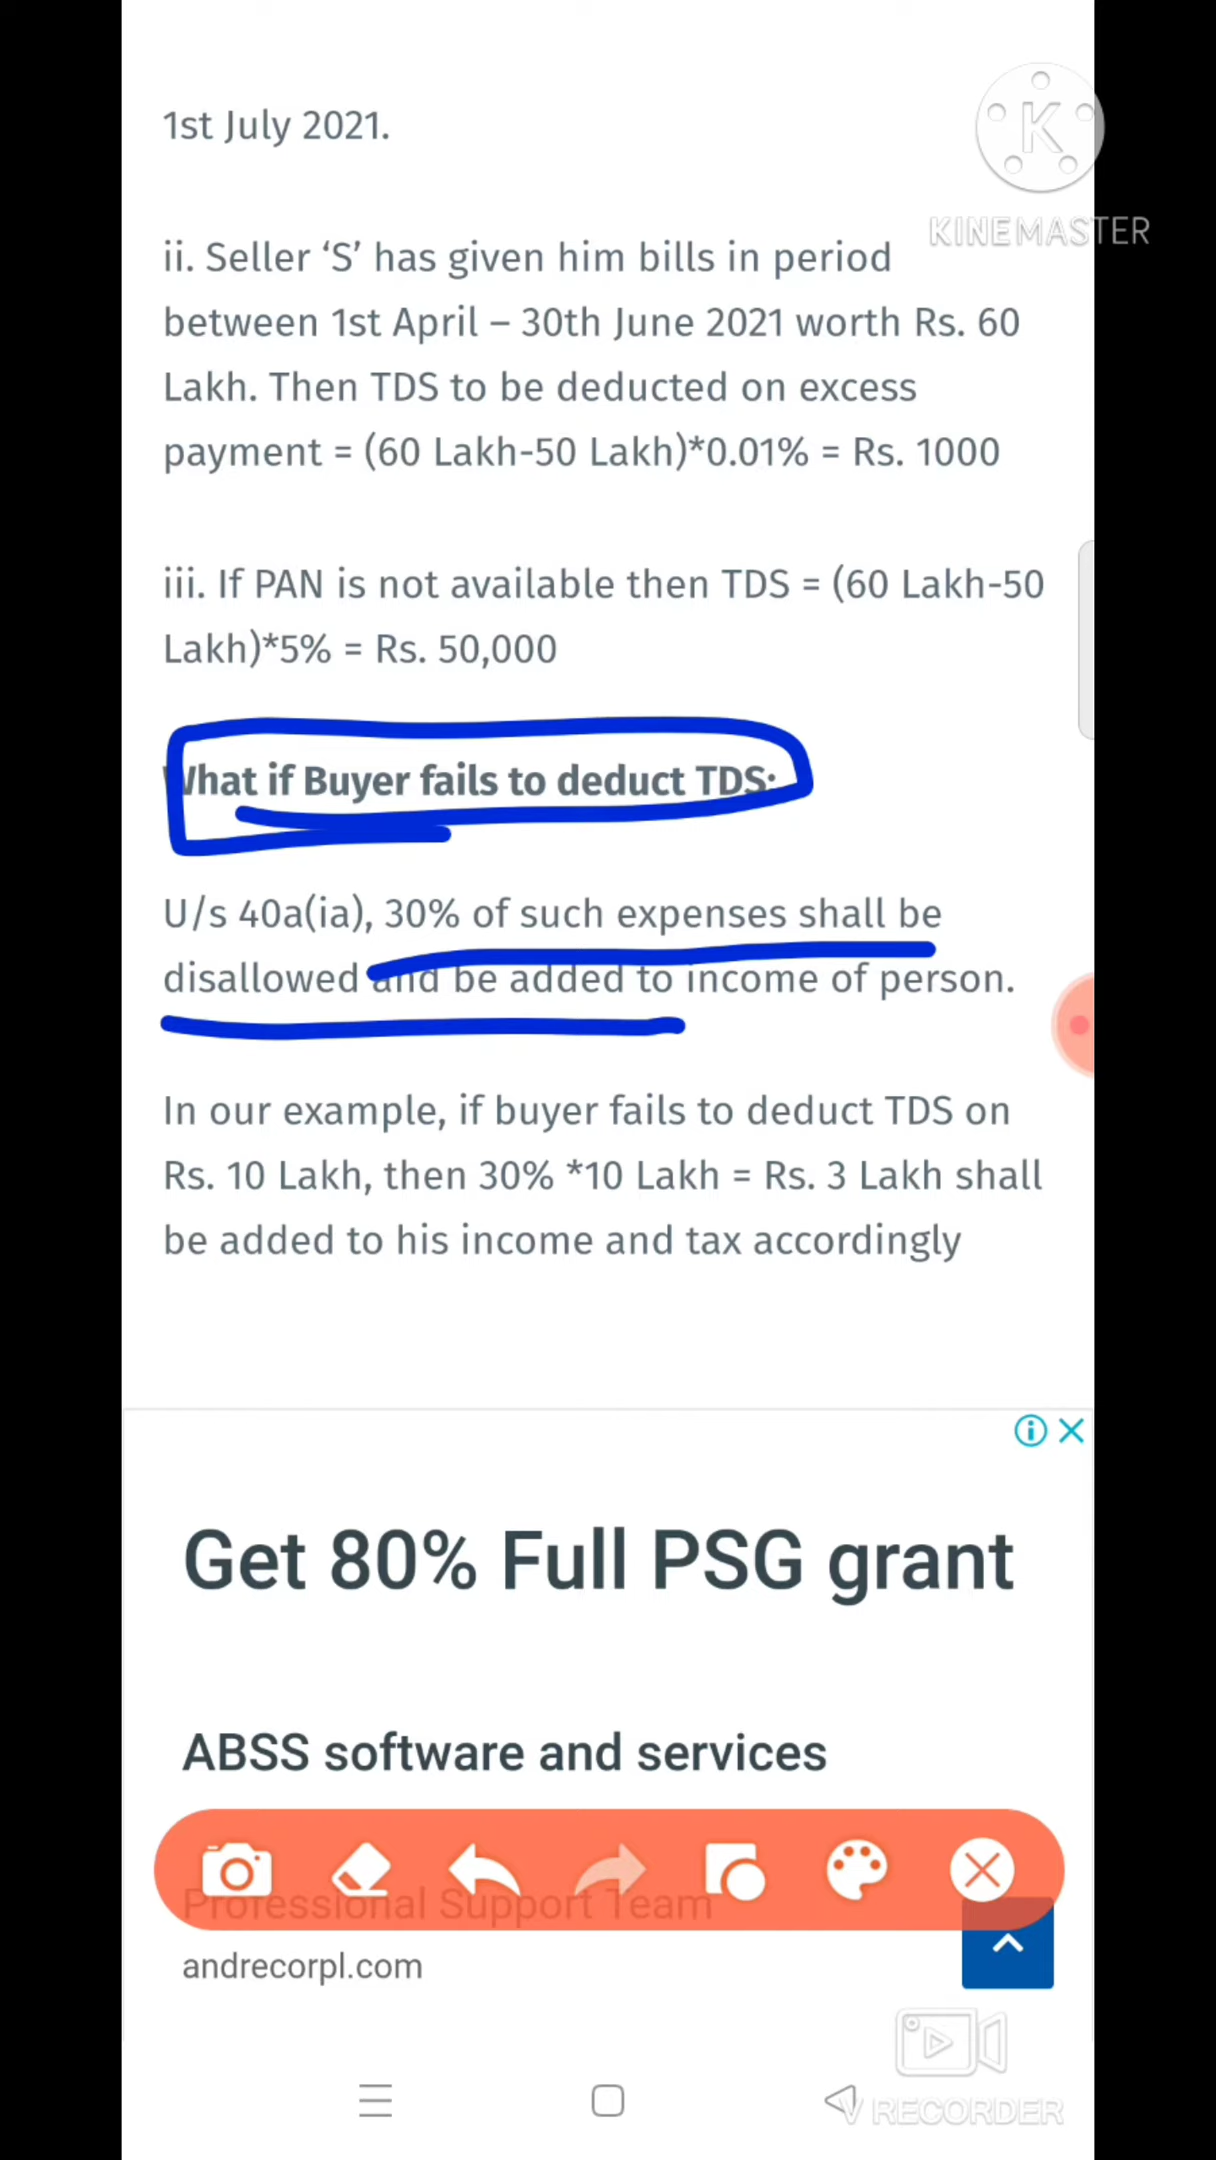 1st July 2021.
KINEMASTER
ii. Seller ‘S’ has given him bills in period
between 1st April – 30th June 2021 worth Rs. 60
Lakh. Then TDS to be deducted on excess
payment = (60 Lakh-50 Lakh)*0.01% = Rs. 1000
iii. If PAN is not available then TDS = (60 Lakh-50
Lakh)*5% = Rs. 50,000
What if Buyer fails to deduct TDS:
U/s 40a(ia), 30% of such expenses shall be
disallowed and be added to income of person.
In our example, if buyer fails to deduct TDS on
Rs. 10 Lakh, then 30% *10 Lakh = Rs. 3 Lakh shall
be added to his income and tax accordingly
Get 80% Full PSG grant
ABSS software and services
Professional Support Team
andrecorpl.com
V RECORDER